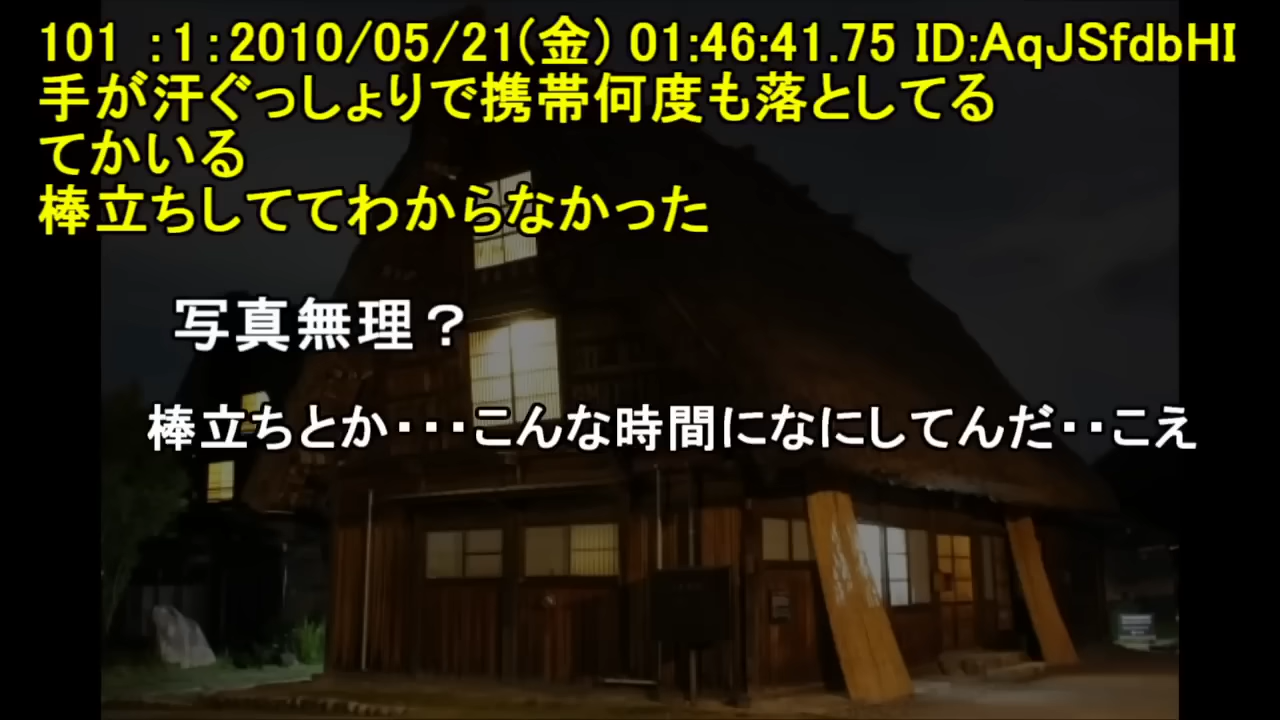 101 :1:2010/05/21(金) 01:46:41.75 ID:AqJSfdbHI
手が汗ぐっしょりで携帯何度も落としてる
てかいる
棒立ちしててわからなかった
写真無理？
棒立ちとか・・・こんな時間になにしてんだ・・こえ